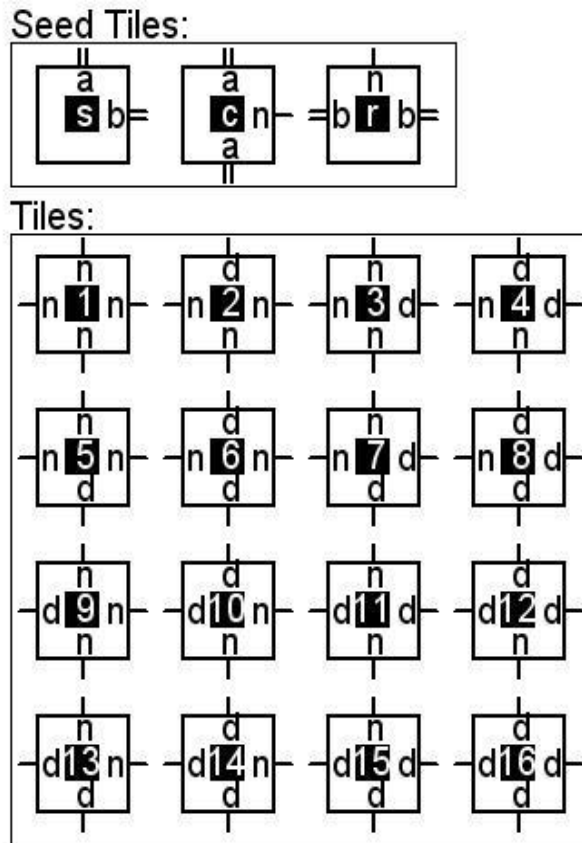 Seed Tiles:
a a n
s b= c n =b r b=
a
Tiles:
n d n d
n 1 n n 2 n n 3 d n 4 d
n n n n
n d n d
n 5 n n 6 n n 7 d n 8 d
d d d d
n d n d
d 9 n d 10 n d 11 d d 12 d
n n n n
n d n d
d 13 n d 14 n d 15 d d 16 d
d d d d